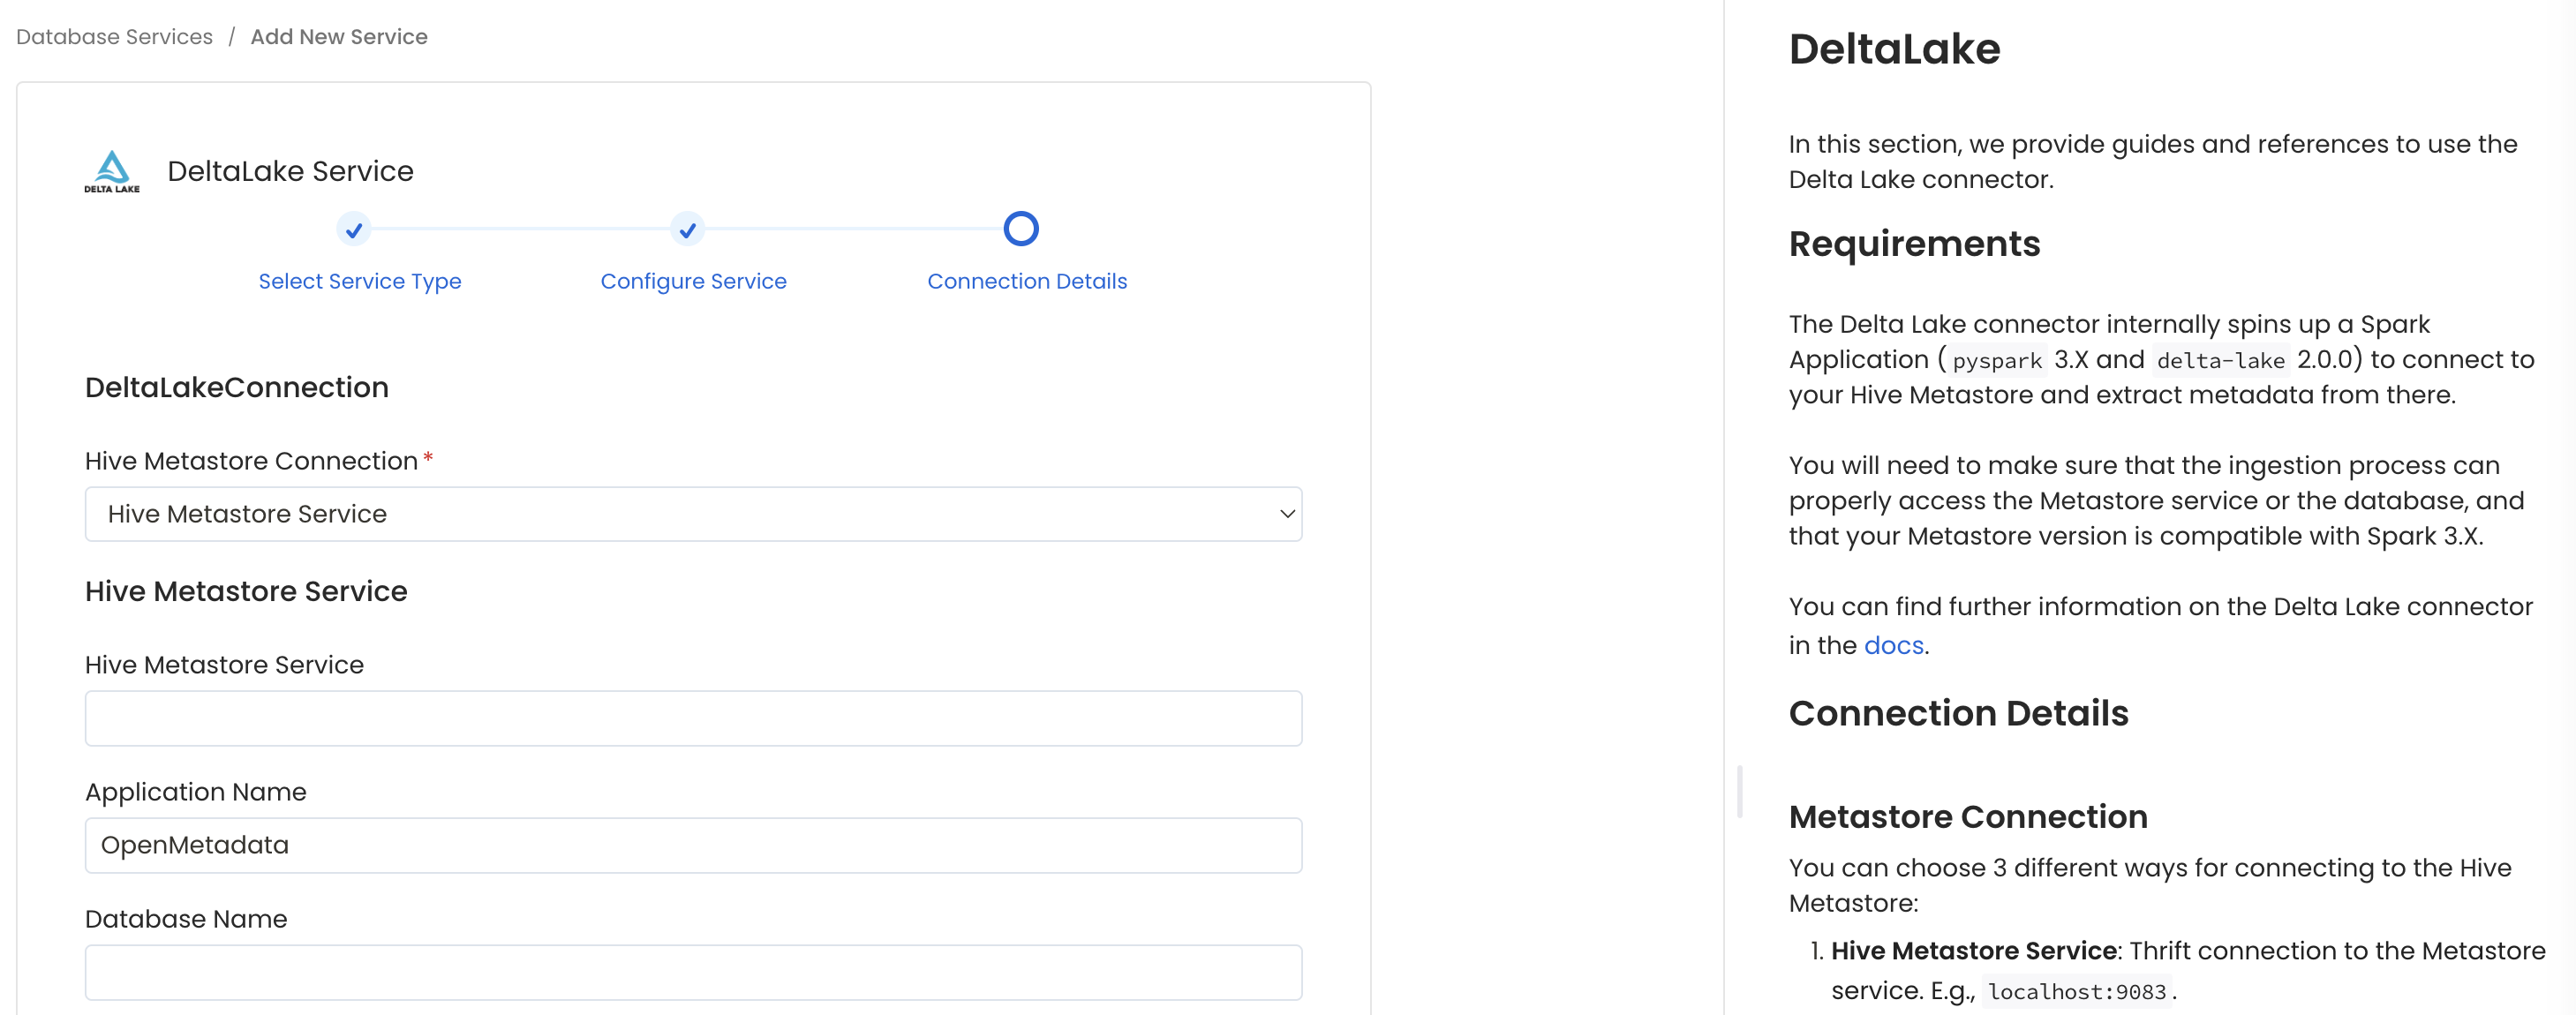 Database Services / Add New Service
DELTA LAKE
DeltaLake Service
Select Service Type
Configure Service
Connection Details
DeltaLakeConnection
Hive Metastore Connection *
Hive Metastore Service
Hive Metastore Service
Hive Metastore Service
Application Name
OpenMetadata
Database Name
DeltaLake
In this section, we provide guides and references to use the
Delta Lake connector.
Requirements
The Delta Lake connector internally spins up a Spark
Application (pyspark 3.X and delta-lake 2.0.0) to connect to
your Hive Metastore and extract metadata from there.
You will need to make sure that the ingestion process can
properly access the Metastore service or the database, and
that your Metastore version is compatible with Spark 3.X.
You can find further information on the Delta Lake connector
in the docs.
Connection Details
Metastore Connection
You can choose 3 different ways for connecting to the Hive
Metastore:
1. Hive Metastore Service: Thrift connection to the Metastore
service. E.g., localhost:9083.